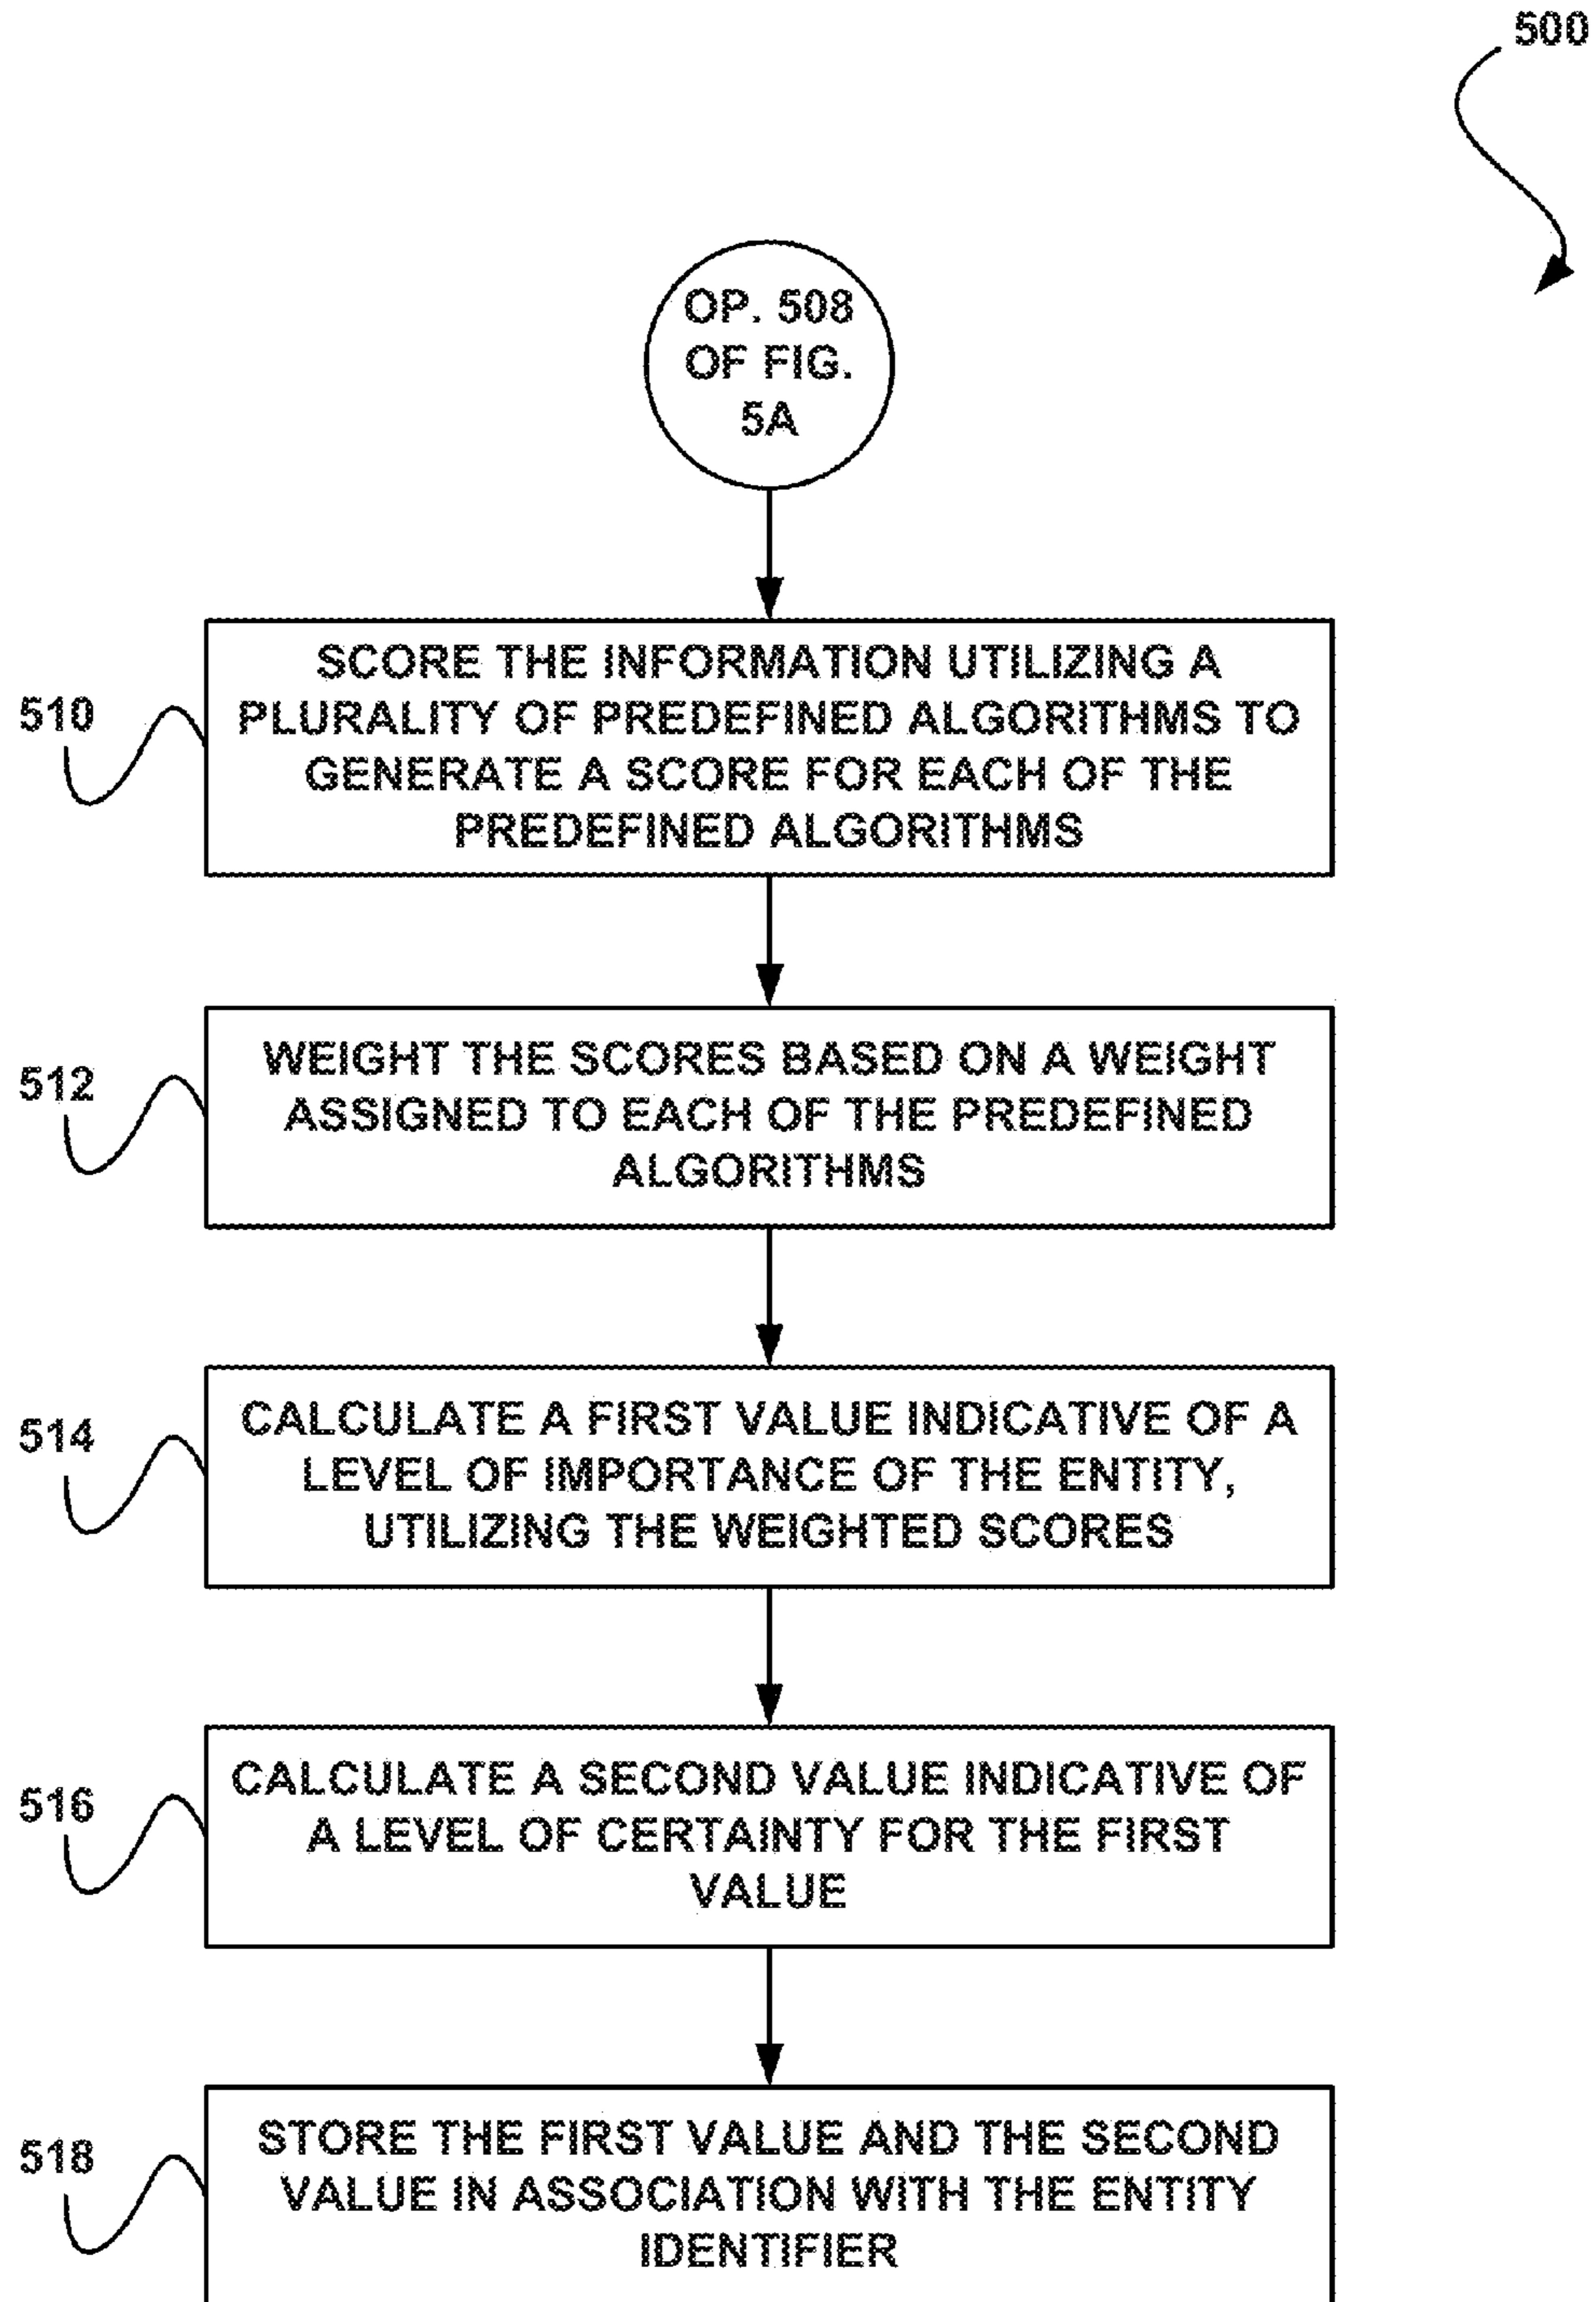 500
OP. 508
OF FIG.
5A
510
SCORE THE INFORMATION UTILIZING A
PLURALITY OF PREDEFINED ALGORITHMS TO
GENERATE A SCORE FOR EACH OF THE
PREDEFINED ALGORITHMS
512
WEIGHT THE SCORES BASED ON A WEIGHT
ASSIGNED TO EACH OF THE PREDEFINED
ALGORITHMS
514
CALCULATE A FIRST VALUE INDICATIVE OF A
LEVEL OF IMPORTANCE OF THE ENTITY,
UTILIZING THE WEIGHTED SCORES
516
CALCULATE A SECOND VALUE INDICATIVE OF
A LEVEL OF CERTAINTY FOR THE FIRST
VALUE
518
STORE THE FIRST VALUE AND THE SECOND
VALUE IN ASSOCIATION WITH THE ENTITY
IDENTIFIER